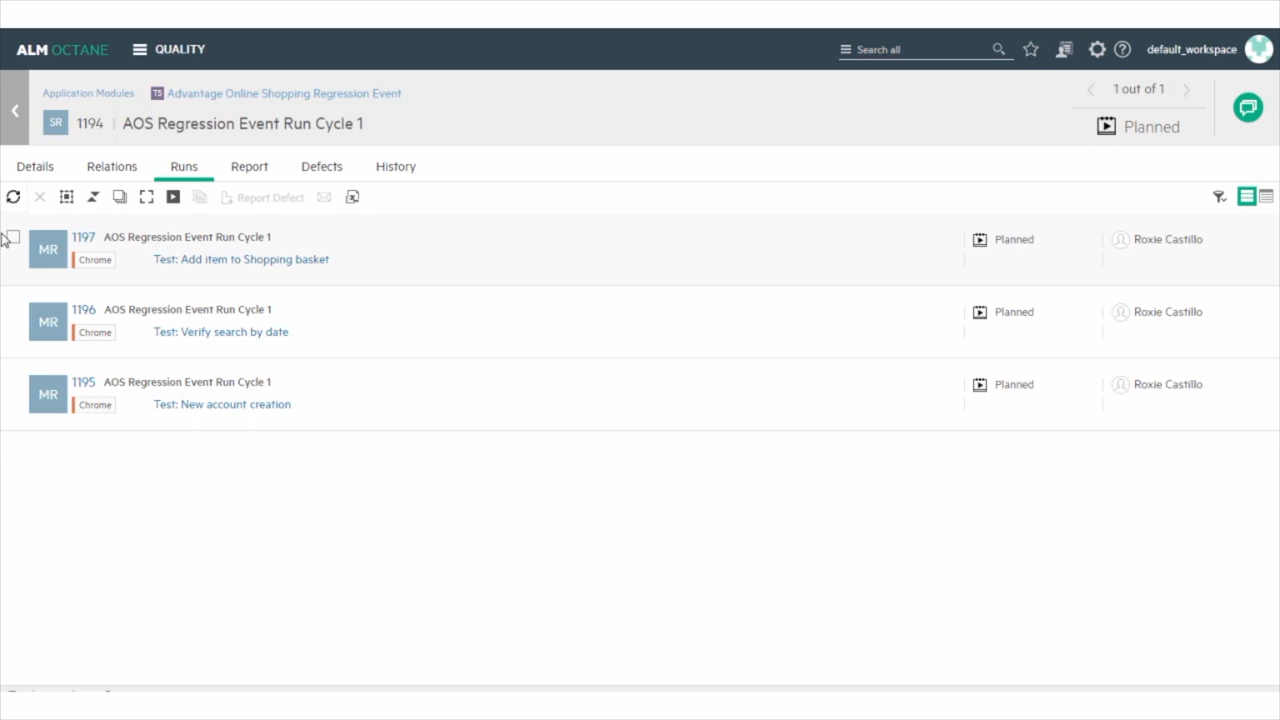 ALM OCTANE
QUALITY
Search all
default_workspace
Application Modules
TS Advantage Online Shopping Regression Event
1 out of 1
SR 1194 AOS Regression Event Run Cycle 1
Planned
Details Relations Runs Report Defects History
Report Defect
MR 1197 AOS Regression Event Run Cycle 1
Chrome Test: Add item to Shopping basket
Planned
Roxie Castillo
MR 1196 AOS Regression Event Run Cycle 1
Chrome Test: Verify search by date
Planned
Roxie Castillo
MR 1195 AOS Regression Event Run Cycle 1
Chrome Test: New account creation
Planned
Roxie Castillo